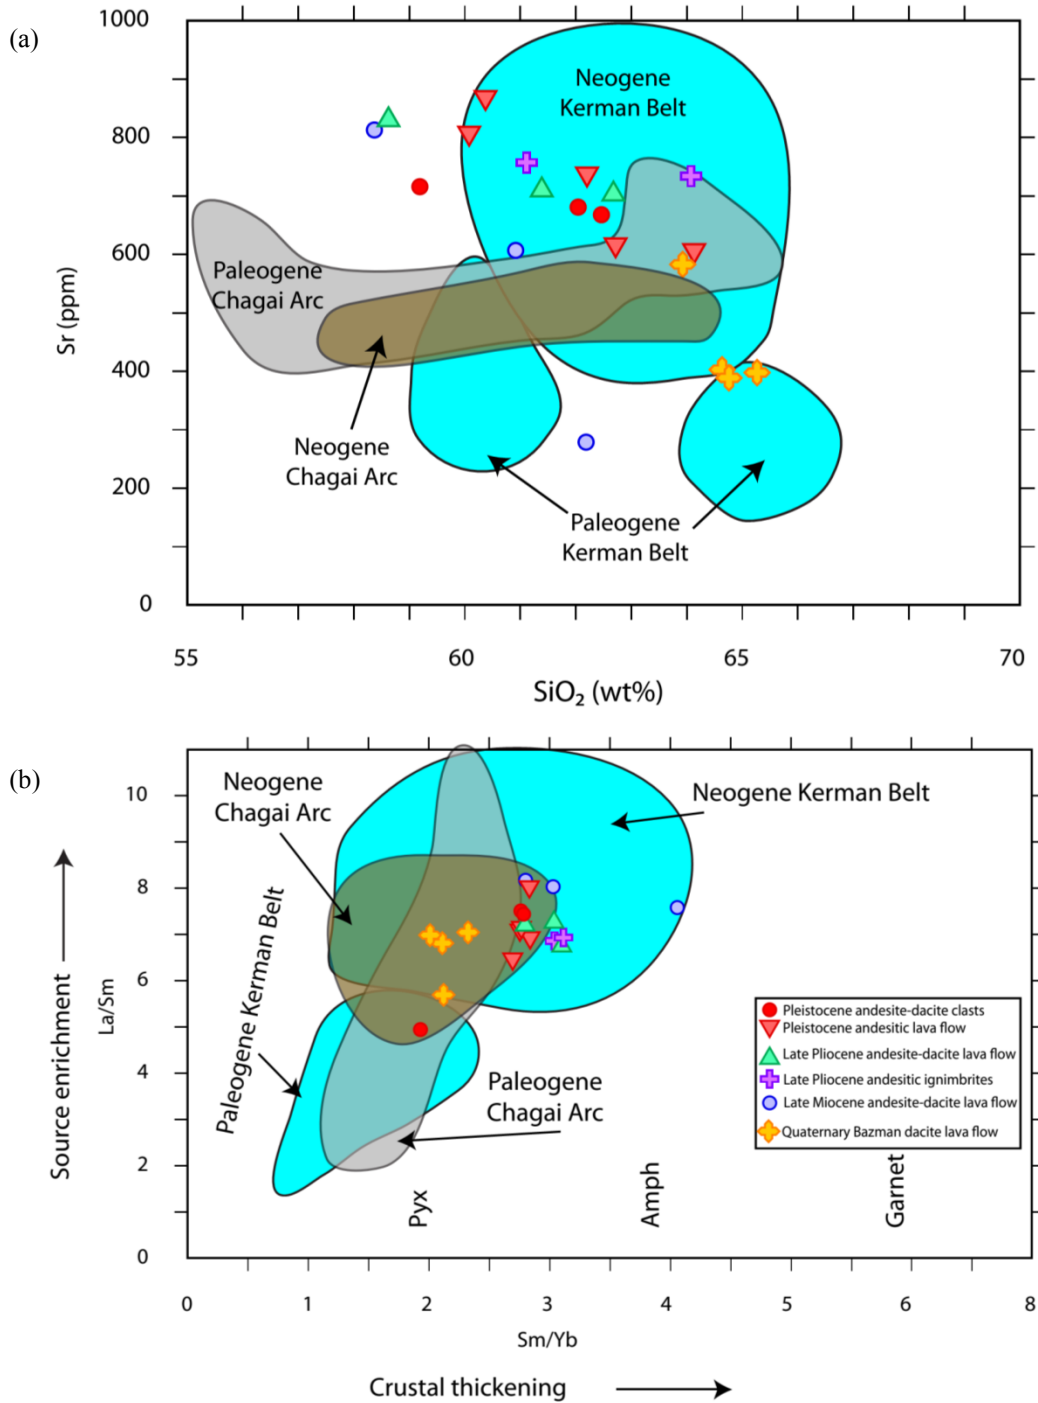 (a)
1000
800
600
400
200
0
Sr (ppm)
Neogene
Kerman Belt
Paleogene
Chagai Arc
Neogene
Chagai Arc
Paleogene
Kerman Belt
55 60 65 70
SiO₂ (wt%)
(b)
10
8
6
4
2
0
Source enrichment
La/Sm
Neogene
Chagai Arc
Neogene Kerman Belt
Paleogene Kerman Belt
Paleogene
Chagai Arc
Pleistocene andesite-dacite clasts
Pleistocene andesitic lava flow
Late Pliocene andesite-dacite lava flow
Late Pliocene andesitic ignimbrites
Late Miocene andesite-dacite lava flow
Quaternary Bazman dacite lava flow
Pyx
Amph
Garnet
0 1 2 3 4 5 6 8
Sm/Yb
Crustal thickening